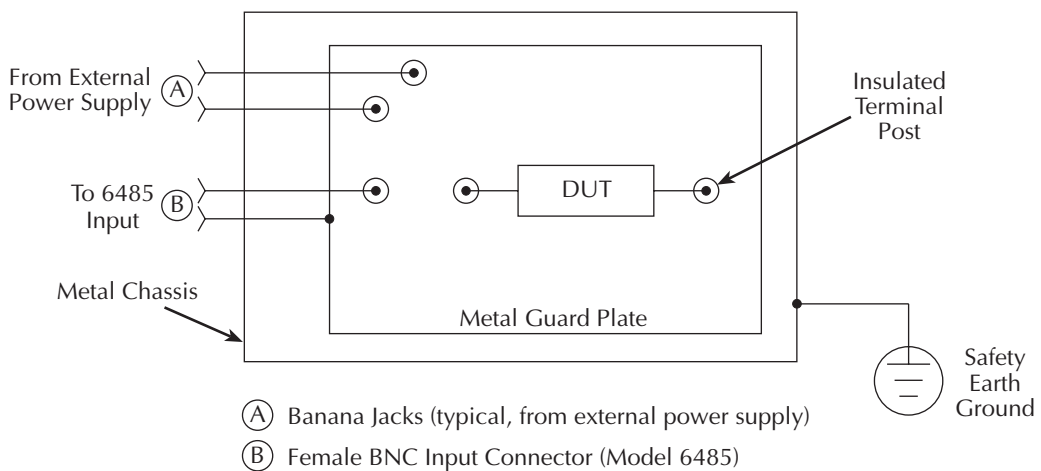 From External
Power Supply
A
Insulated
Terminal
Post
To 6485
Input
B
DUT
Metal Chassis
Metal Guard Plate
Safety
Earth
Ground
A Banana Jacks (typical, from external power supply)
B Female BNC Input Connector (Model 6485)